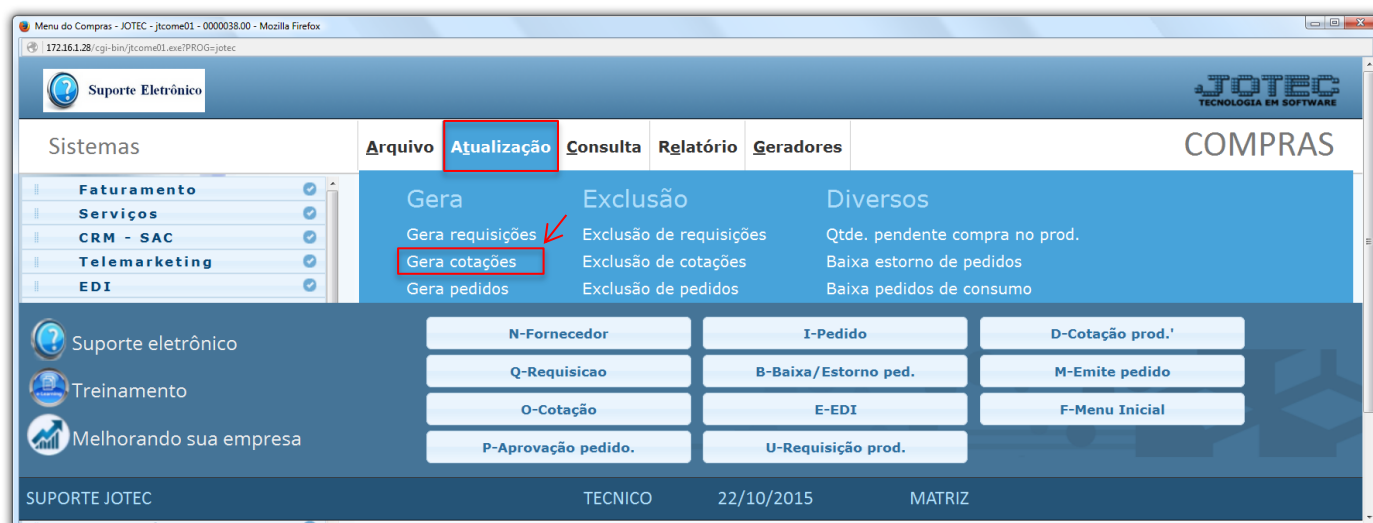 Menu do Compras - JOTEC - jtcome01 - 0000038.00 - Mozilla Firefox
172.16.1.28/cgi-bin/jtcome01.exe?PROG=jotec
Suporte Eletrônico
JOTEC
TECNOLOGIA EM SOFTWARE
Sistemas
Arquivo Atualização Consulta Relatório Geradores
COMPRAS
Faturamento
Serviços
CRM - SAC
Telemarketing
EDI
Gera Exclusão Diversos
Gera requisições Exclusão de requisições Qtde. pendente compra no prod.
Gera cotações Exclusão de cotações Baixa estorno de pedidos
Gera pedidos Exclusão de pedidos Baixa pedidos de consumo
Suporte eletrônico
Treinamento
Melhorando sua empresa
N-Fornecedor I-Pedido D-Cotação prod.'
Q-Requisicao B-Baixa/Estorno ped. M-Emite pedido
O-Cotação E-EDI F-Menu Inicial
P-Aprovação pedido. U-Requisição prod.
SUPORTE JOTEC TECNICO 22/10/2015 MATRIZ